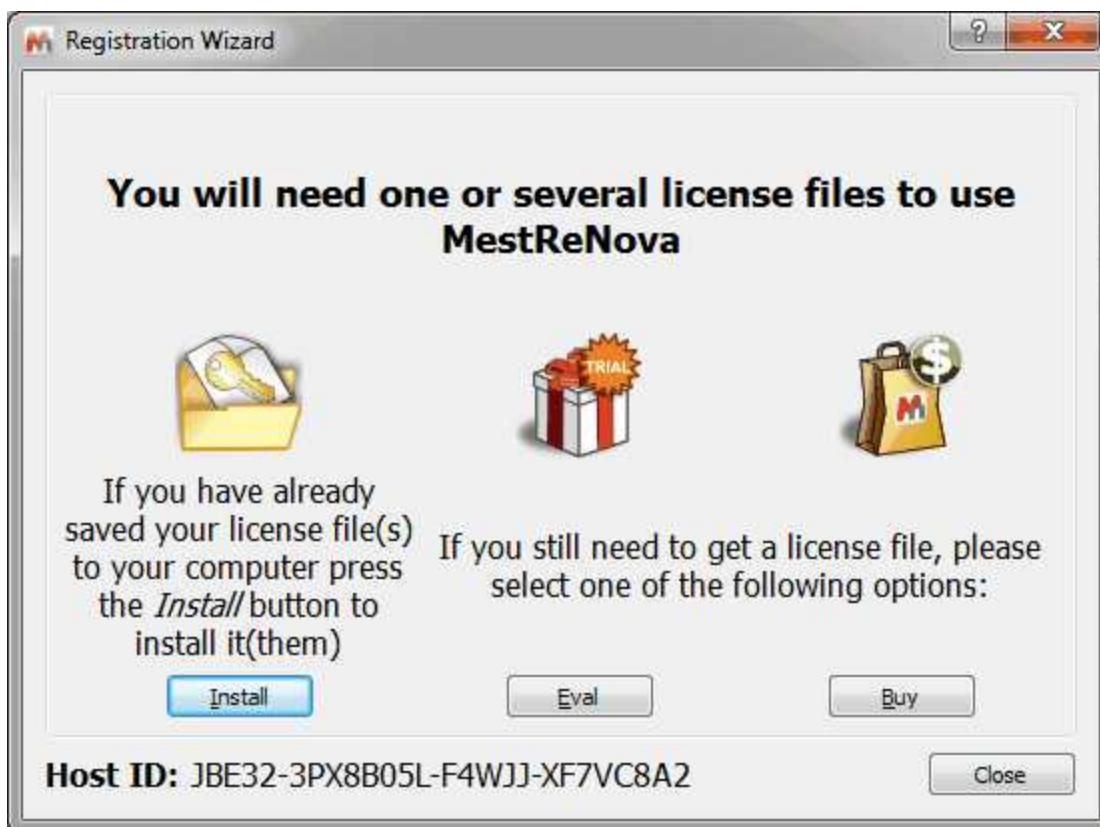 Registration Wizard
You will need one or several license files to use
MestReNova
TRIAL
$
If you have already
saved your license file(s)
to your computer press
the Install button to
install it(them)
If you still need to get a license file, please
select one of the following options:
Install
Eval
Buy
Host ID: JBE32-3PX8B05L-F4WJJ-XF7VC8A2
Close